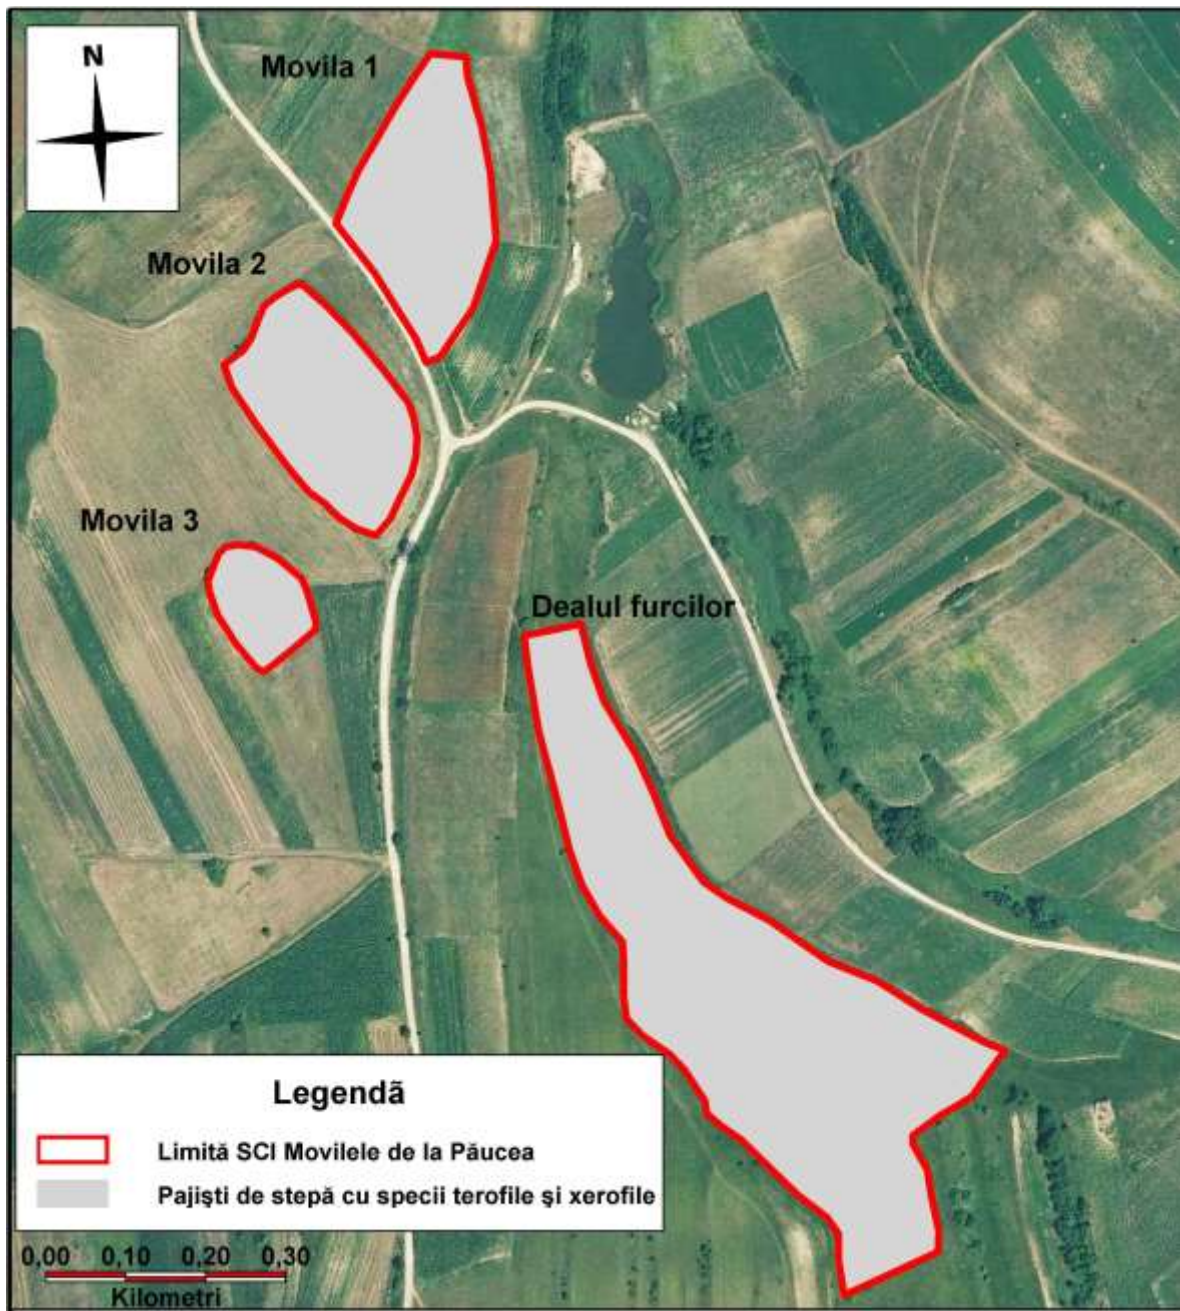 N
Movila 1
Movila 2
Movila 3
Dealul furcilor
Legendã
Limită SCI Movilele de la Păucea
Pajişti de stepă cu specii terofile şi xerofile
0,00 0,10 0,20 0,30
Kilometri